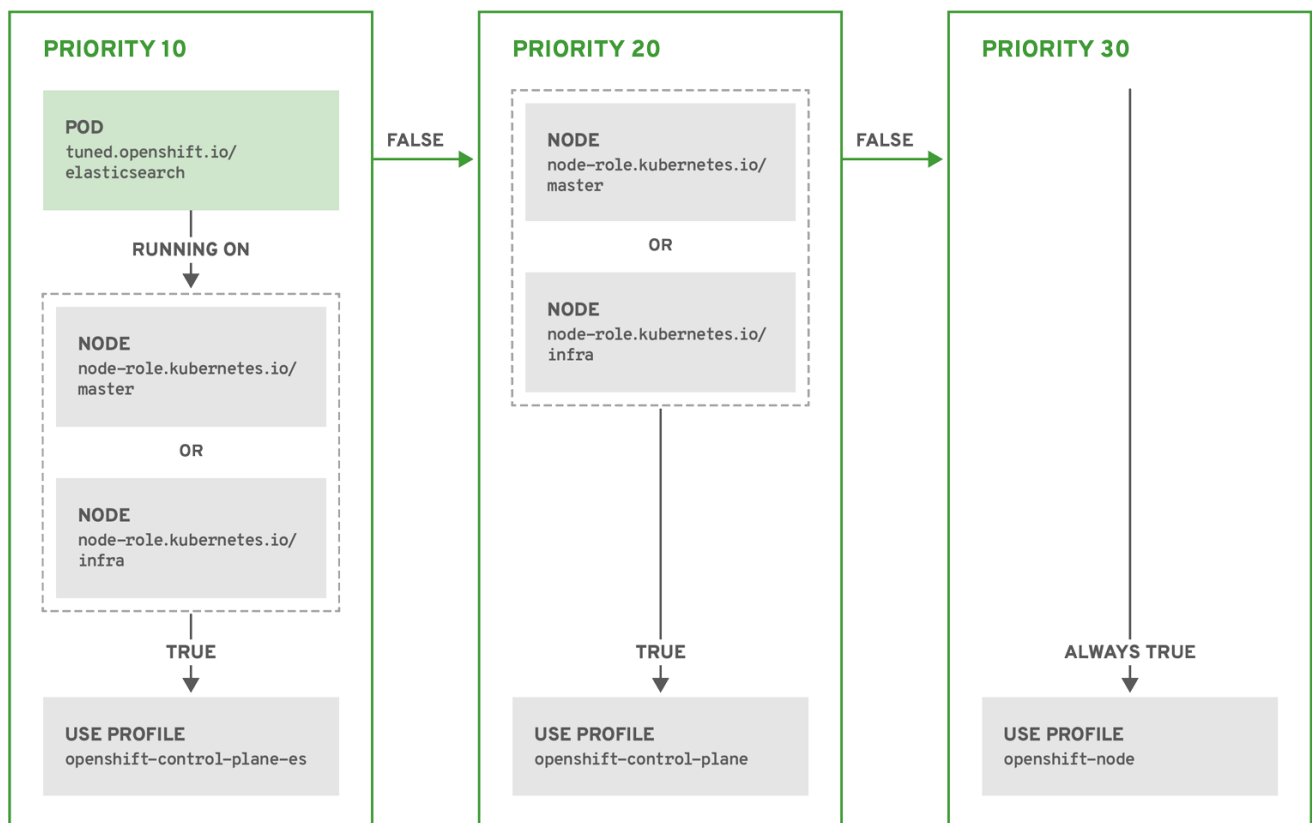 PRIORITY 10
POD
tuned.openshift.io/
elasticsearch
RUNNING ON
NODE
node-role.kubernetes.io/
master
OR
NODE
node-role.kubernetes.io/
infra
TRUE
USE PROFILE
openshift-control-plane-es
FALSE
PRIORITY 20
NODE
node-role.kubernetes.io/
master
OR
NODE
node-role.kubernetes.io/
infra
TRUE
USE PROFILE
openshift-control-plane
FALSE
PRIORITY 30
ALWAYS TRUE
USE PROFILE
openshift-node